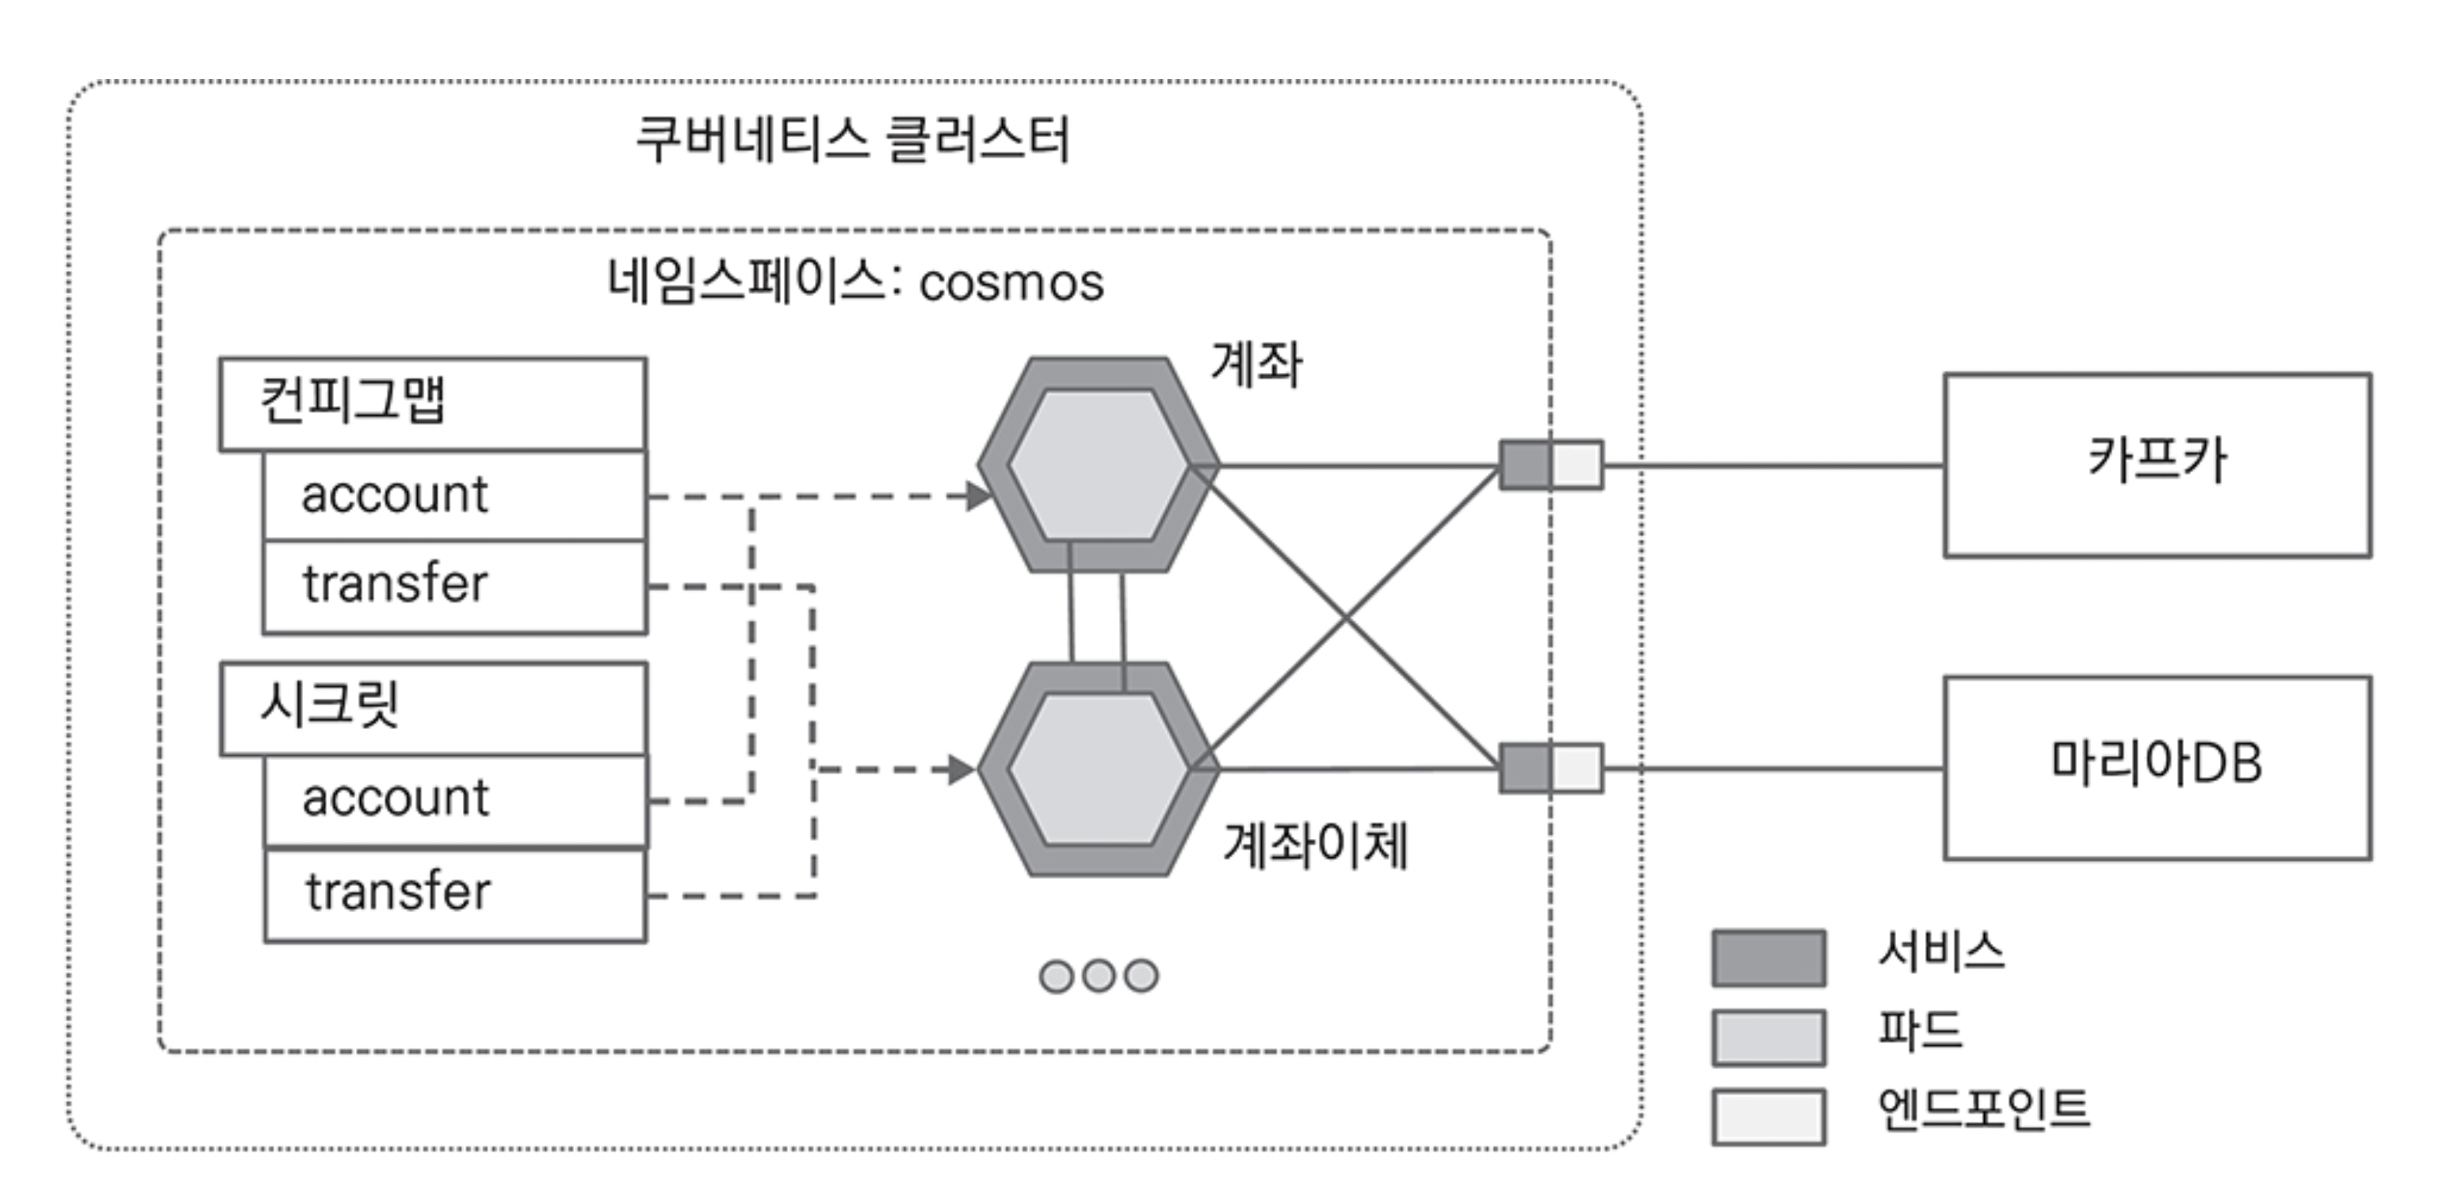 쿠버네티스 클러스터
네임스페이스: cosmos
컨피그맵
account
transfer
시크릿
account
transfer
계좌
계좌이체
카프카
마리아DB
서비스
파드
엔드포인트